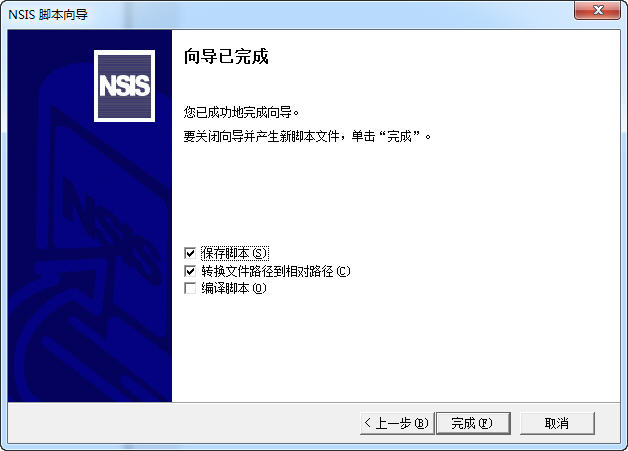 NSIS 脚本向导
NSIS
向导已完成
您已成功地完成向导。
要关闭向导并产生新脚本文件，单击“完成”。
NSIS
保存脚本(S)
转换文件路径到相对路径(C)
编译脚本(O)
< 上一步(B)
完成(F)
取消